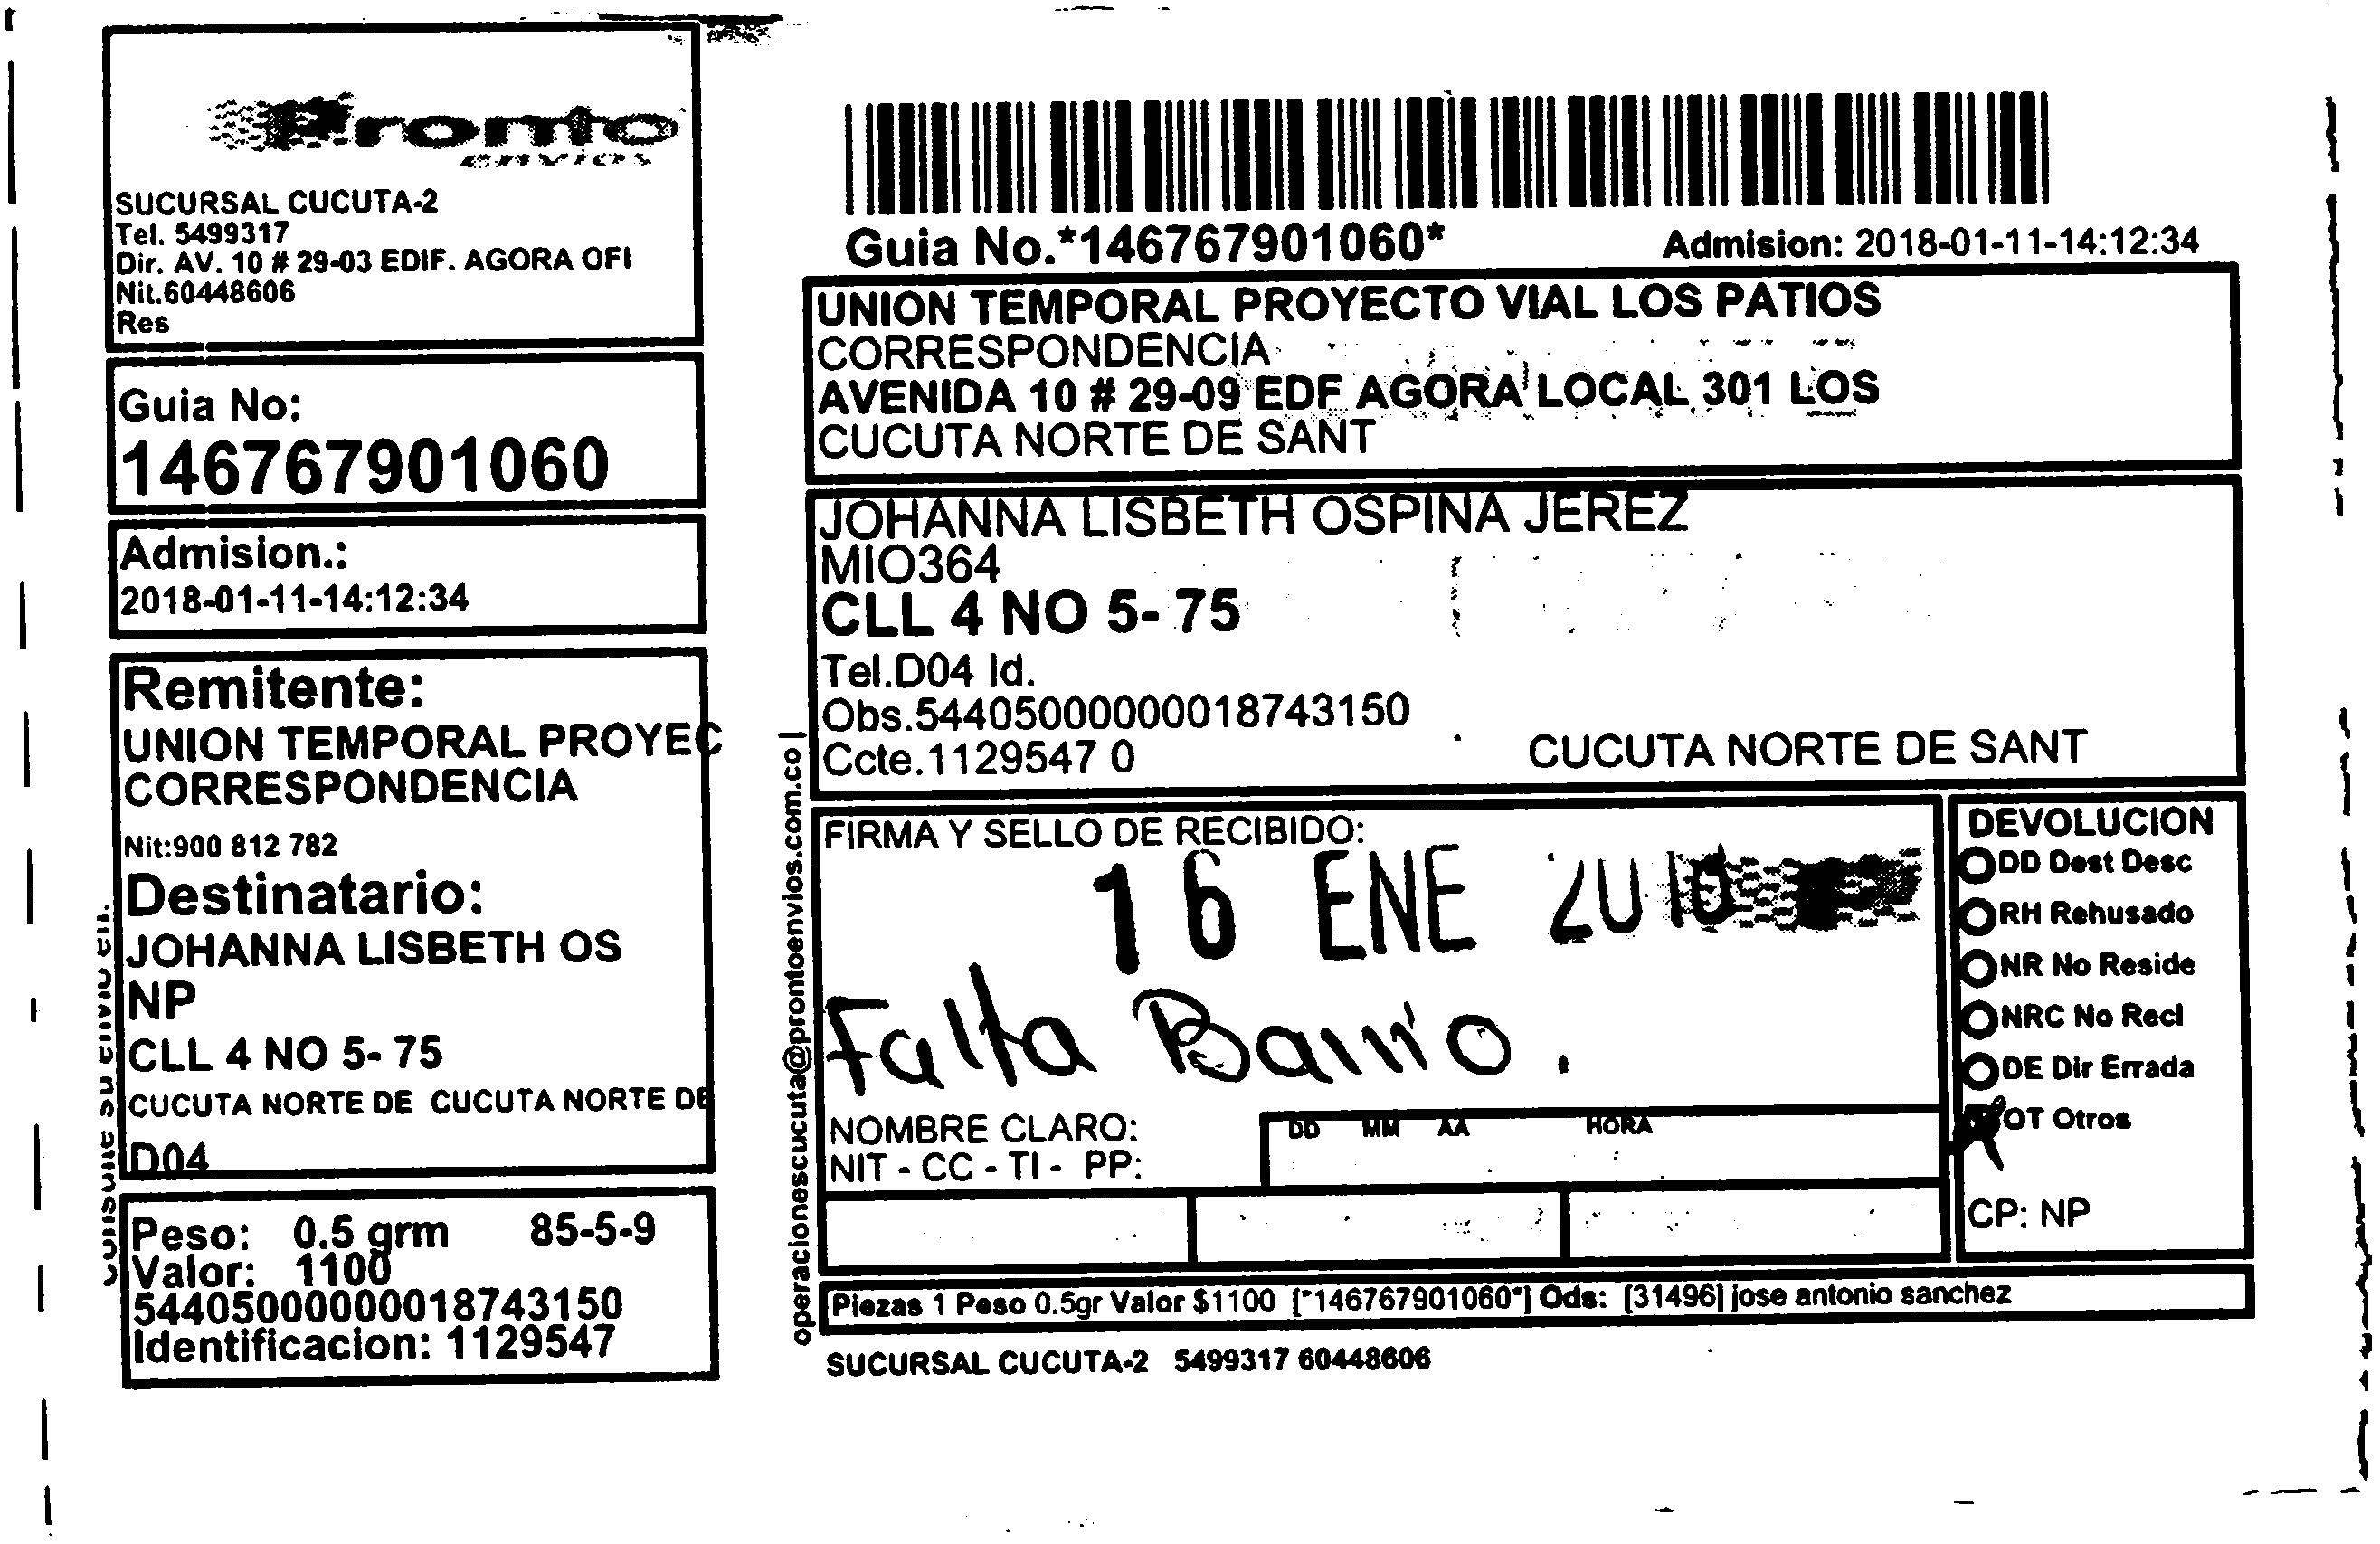 Pronto
envios
SUCURSAL CUCUTA-2
Tel. 5499317
Dir. AV. 10 # 29-03 EDIF. AGORA OFI
Nit.60448606
Res
Guia No:
146767901060
Admision.:
2018-01-11-14:12:34
Remitente:
UNION TEMPORAL PROYEC
CORRESPONDENCIA
Nit:900 812 782
Destinatario:
JOHANNA LISBETH OS
NP
CLL 4 NO 5- 75
CUCUTA NORTE DE CUCUTA NORTE DE
D04
Peso: 0.5 grm 85-5-9
Valor: 1100
544050000000018743150
Identificacion: 1129547
su envio en.
operacionescucuta@prontoenvios.com.co |
Guia No.*146767901060*
Admision: 2018-01-11-14:12:34
UNION TEMPORAL PROYECTO VIAL LOS PATIOS
CORRESPONDENCIA
AVENIDA 10 # 29-09 EDF AGORA LOCAL 301 LOS
CUCUTA NORTE DE SANT
JOHANNA LISBETH OSPINA JEREZ
MIO364
CLL 4 NO 5- 75
Tel.D04 Id.
Obs.544050000000018743150
Ccte.1129547 0 CUCUTA NORTE DE SANT
FIRMA Y SELLO DE RECIBIDO:
16 ENE
Falta Barrio.
NOMBRE CLARO:
DD MM AA HORA
NIT - CC - TI - PP:
DEVOLUCION
DD Dest Desc
RH Rehusado
NR No Reside
NRC No Recl
DE Dir Errada
OT Otros
CP: NP
Piezas 1 Peso 0.5gr Valor $1100 [*146767901060*] Ods: [31496] jose antonio sanchez
SUCURSAL CUCUTA-2 5499317 60448606